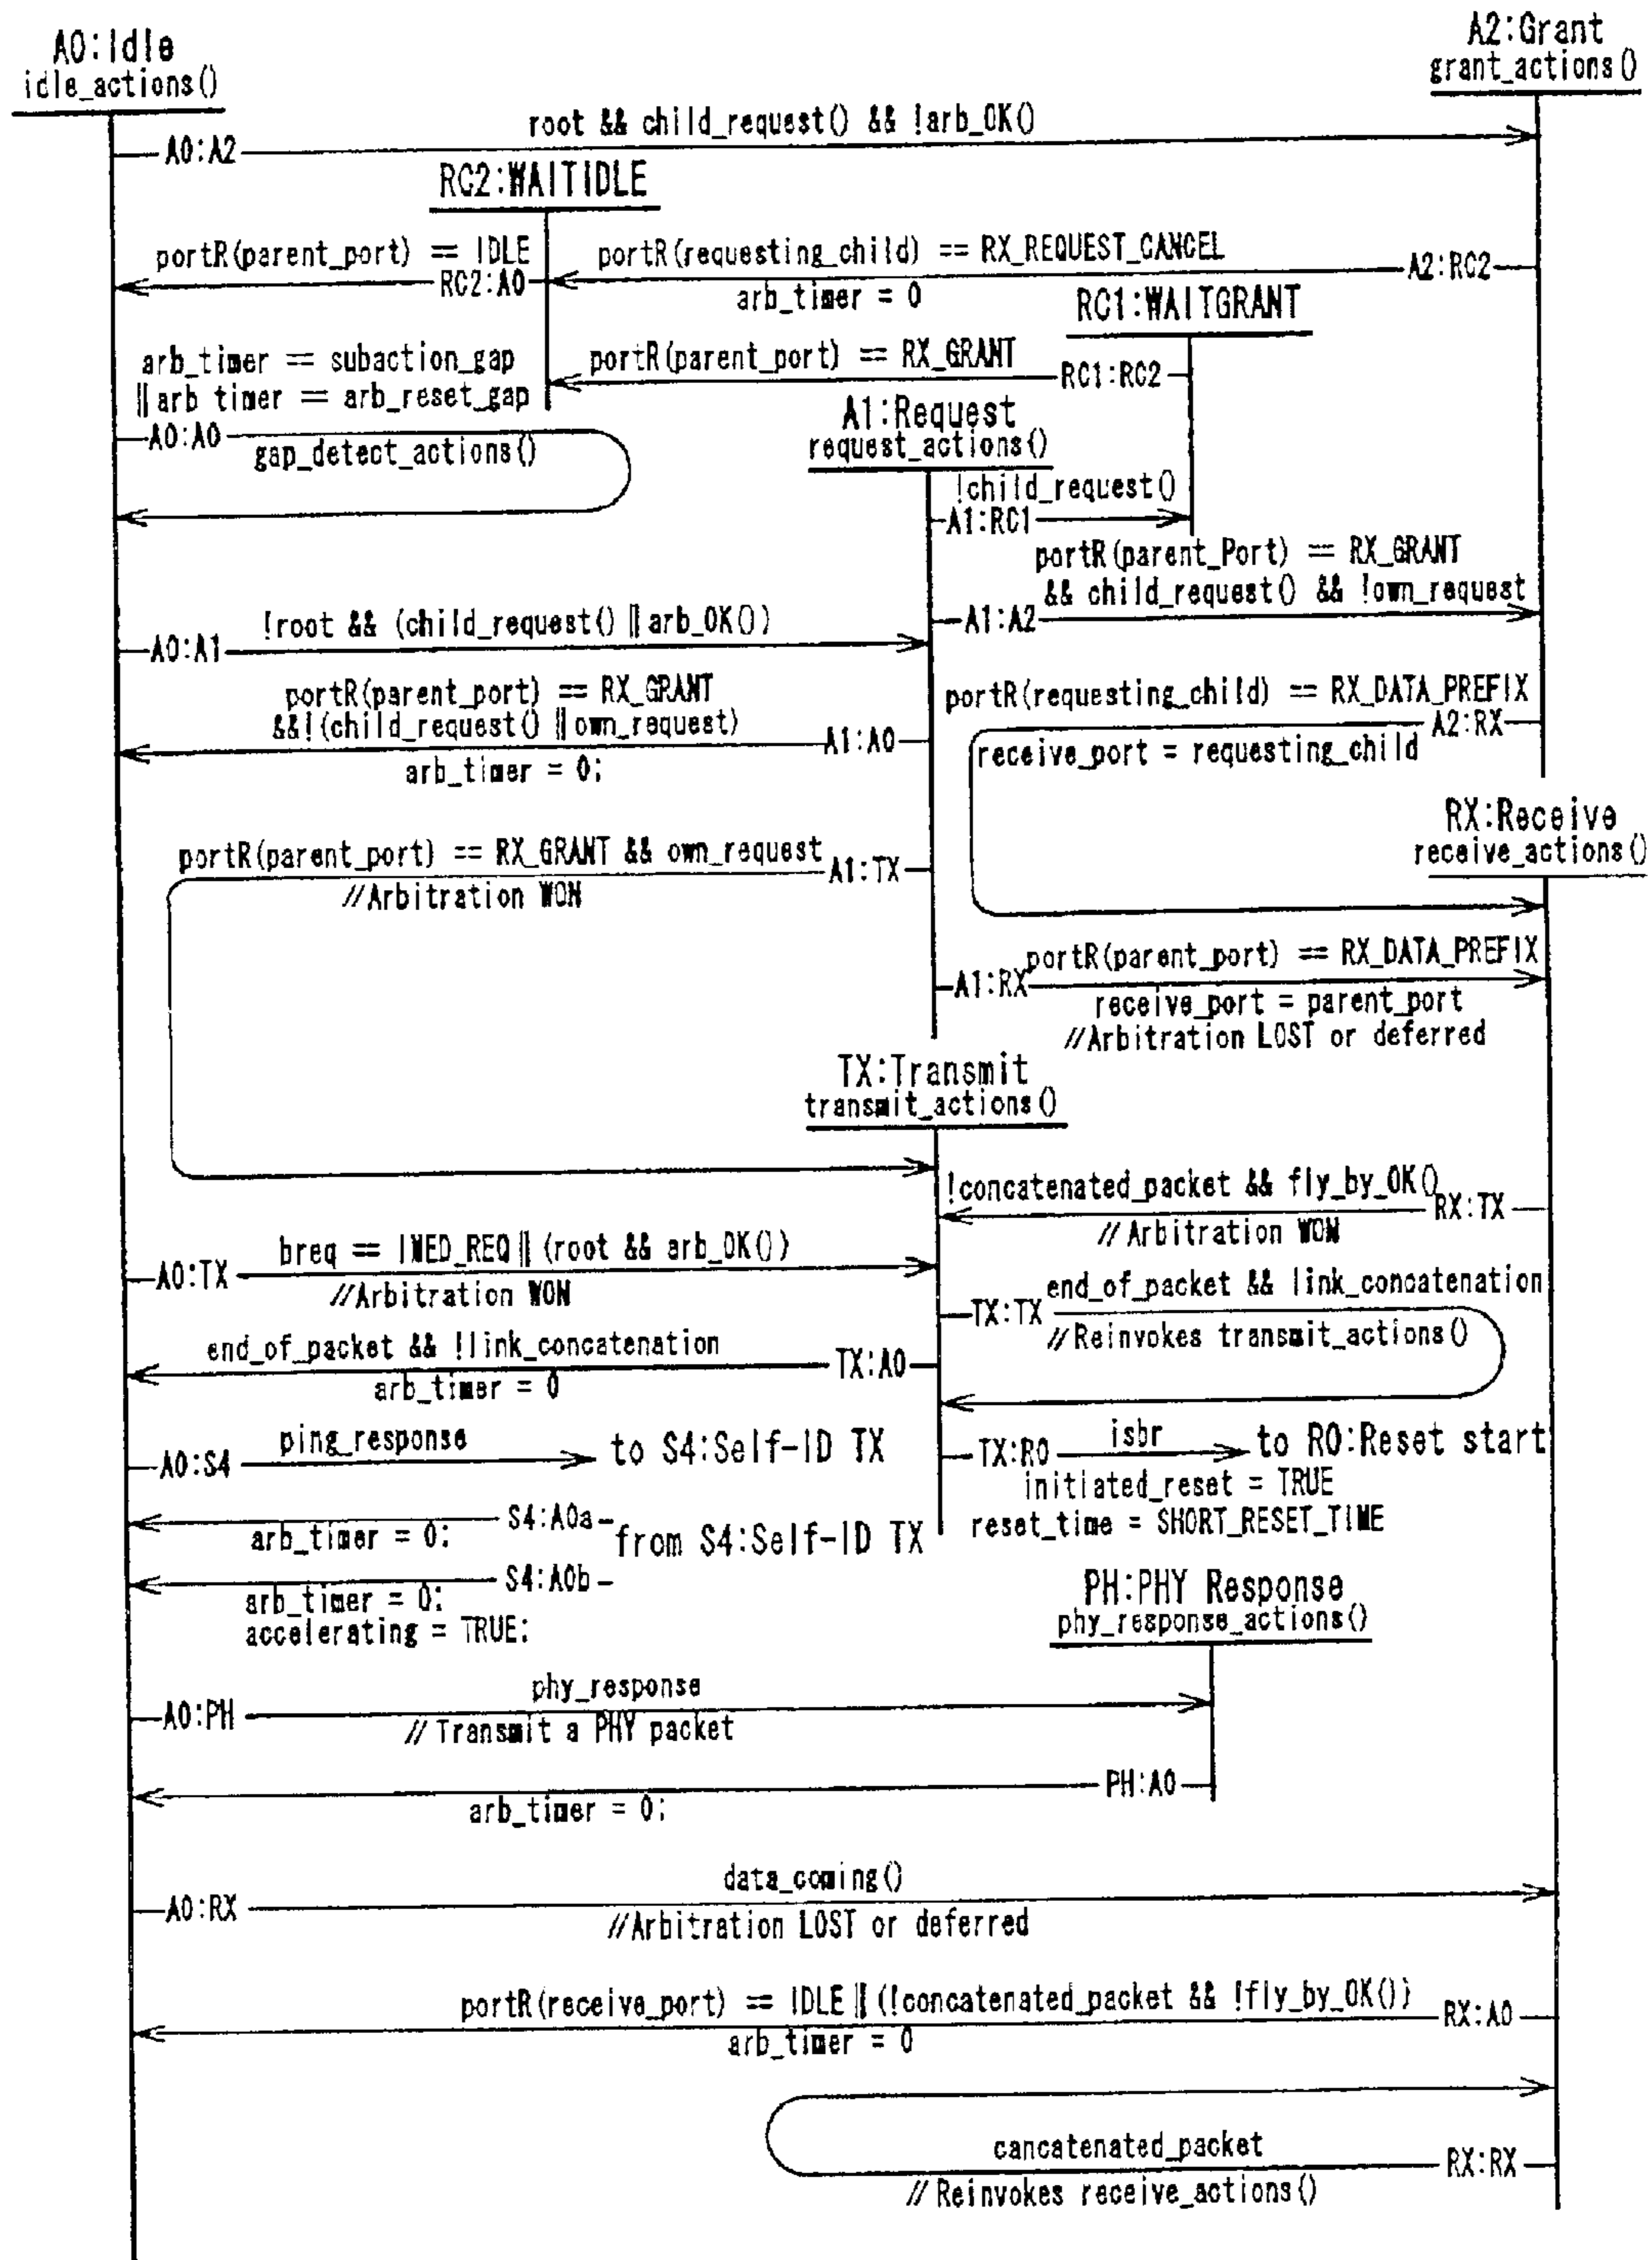 A0:Idle
idle_actions()
A2:Grant
grant_actions()
root && child_request() && !arb_OK()
A0:A2
RC2:WAITIDLE
portR(parent_port) == IDLE
RC2:A0
portR(requesting_child) == RX_REQUEST_CANCEL
A2:RC2
arb_timer = 0
RC1:WAITGRANT
arb_timer == subaction_gap
|| arb timer == arb_reset_gap
portR(parent_port) == RX_GRANT
RC1:RC2
A0:A0
gap_detect_actions()
A1:Request
request_actions()
!child_request()
A1:RC1
portR(parent_Port) == RX_GRANT
&& child_request() && !own_request
A1:A2
!root && (child_request() || arb_OK())
A0:A1
portR(parent_port) == RX_GRANT
&&!(child_request() || own_request)
A1:A0
arb_timer = 0;
portR(requesting_child) == RX_DATA_PREFIX
A2:RX
receive_port = requesting_child
RX:Receive
receive_actions()
portR(parent_port) == RX_GRANT && own_request
A1:TX
//Arbitration WON
portR(parent_port) == RX_DATA_PREFIX
A1:RX
receive_port = parent_port
//Arbitration LOST or deferred
TX:Transmit
transmit_actions()
!concatenated_packet && fly_by_OK()
RX:TX
// Arbitration WON
breq == IMED_REQ || (root && arb_OK())
A0:TX
//Arbitration WON
end_of_packet && link_concatenation
TX:TX
//Reinvokes transmit_actions()
end_of_packet && !link_concatenation
TX:A0
arb_timer = 0
ping_response
A0:S4
to S4:Self-ID TX
isbr
TX:R0
to R0:Reset start
initiated_reset = TRUE
reset_time = SHORT_RESET_TIME
S4:A0a
arb_timer = 0;
from S4:Self-ID TX
S4:A0b
arb_timer = 0;
accelerating = TRUE;
PH:PHY Response
phy_response_actions()
phy_response
A0:PH
// Transmit a PHY packet
PH:A0
arb_timer = 0;
data_coming()
A0:RX
//Arbitration LOST or deferred
portR(receive_port) == IDLE || (!concatenated_packet && !fly_by_OK())
RX:A0
arb_timer = 0
cancatenated_packet
RX:RX
// Reinvokes receive_actions()